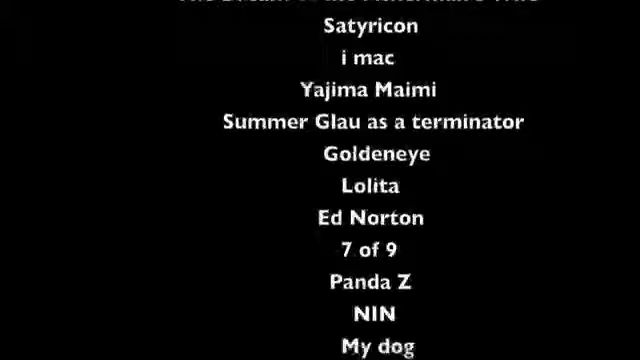 Satyricon
i mac
Yajima Maimi
Summer Glau as a terminator
Goldeneye
Lolita
Ed Norton
7 of 9
Panda Z
NIN
My dog